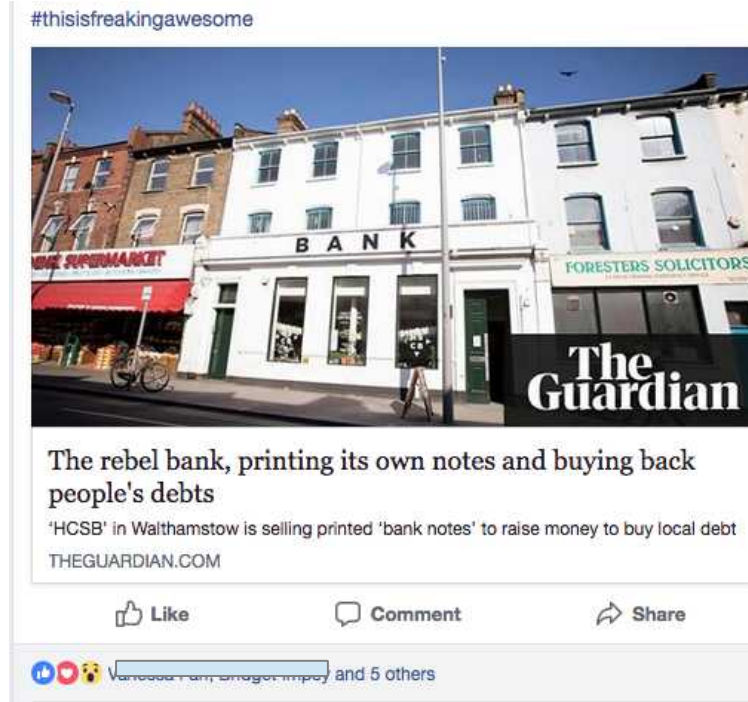 #thisisfreakingawesome
SUPERMARKET
BANK
FORESTERS SOLICITORS
The
Guardian
The rebel bank, printing its own notes and buying back
people's debts
'HCSB' in Walthamstow is selling printed 'bank notes' to raise money to buy local debt
THEGUARDIAN.COM
Like Comment Share
and 5 others